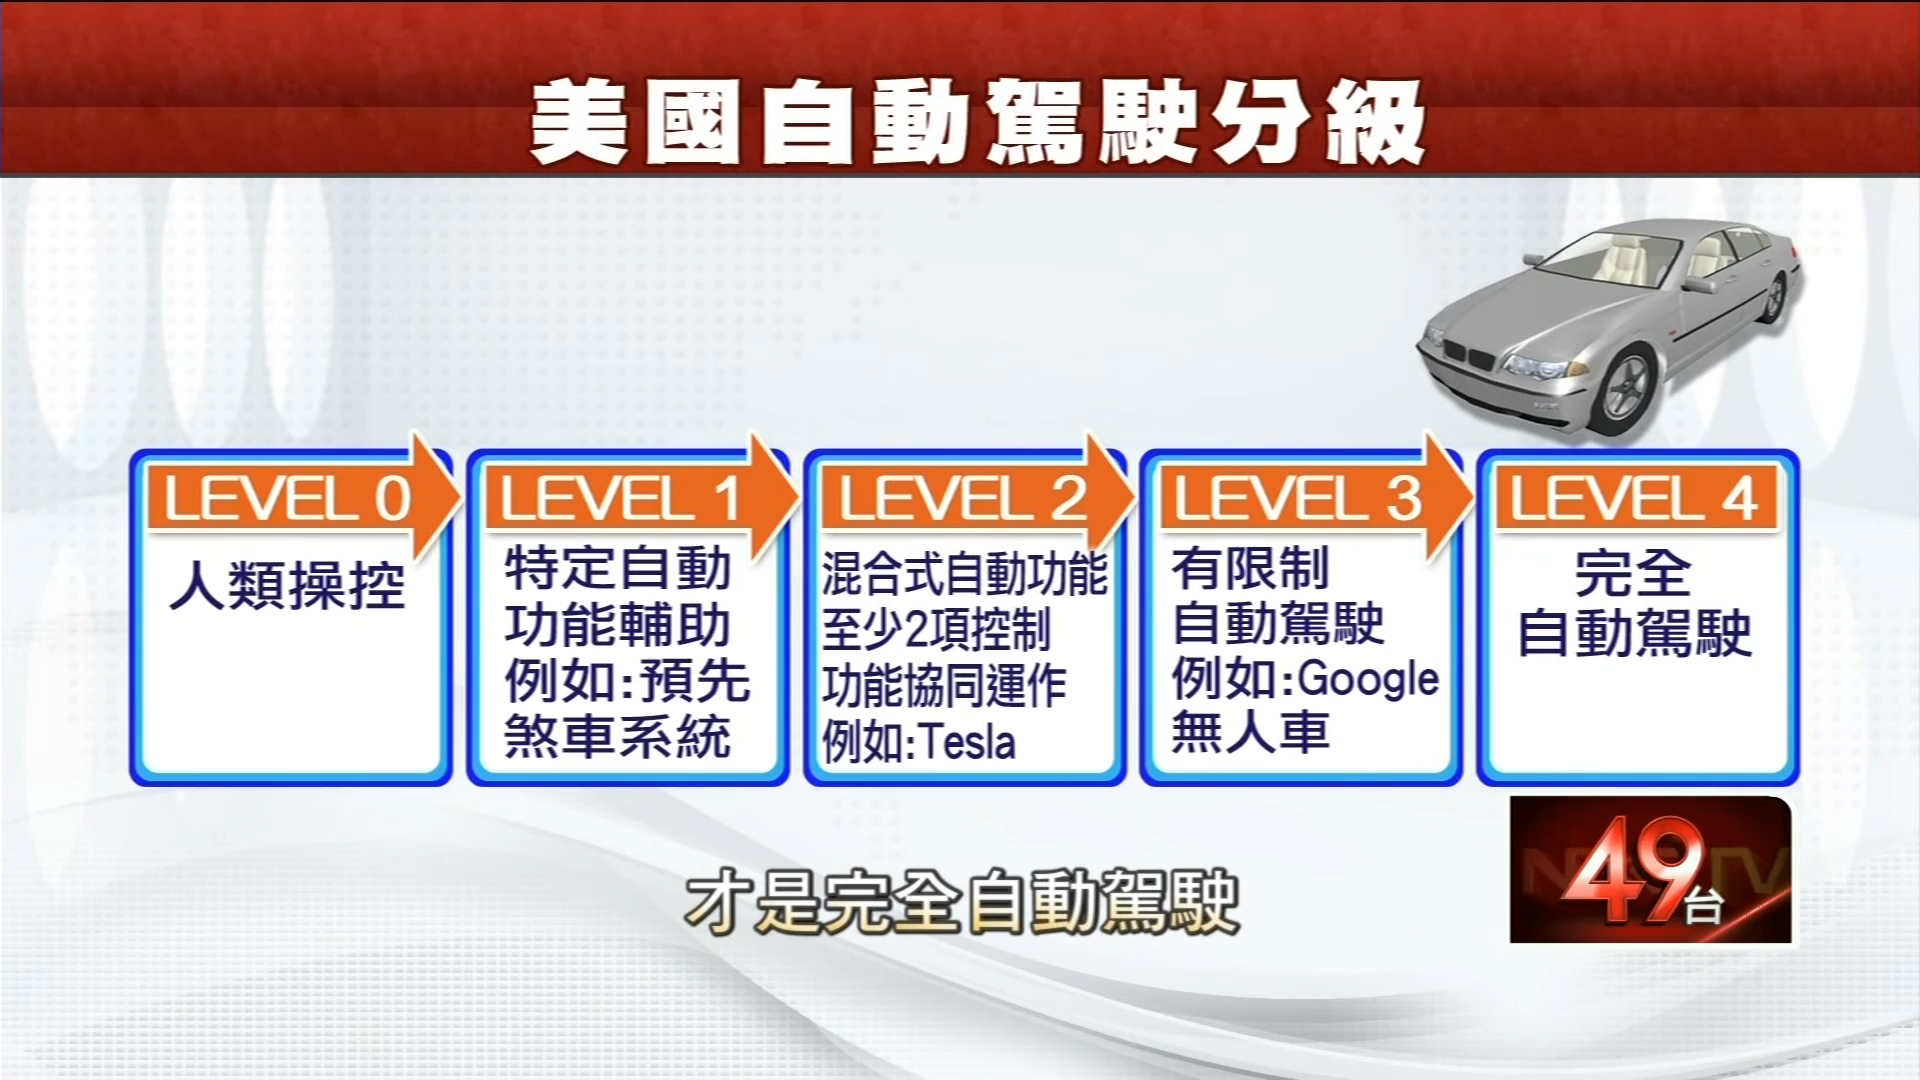 美國自動駕駛分級
LEVEL 0
人類操控
LEVEL 1
特定自動
功能輔助
例如:預先
煞車系統
LEVEL 2
混合式自動功能
至少2項控制
功能協同運作
例如:Tesla
LEVEL 3
有限制
自動駕駛
例如:Google
無人車
LEVEL 4
完全
自動駕駛
才是完全自動駕駛
49台